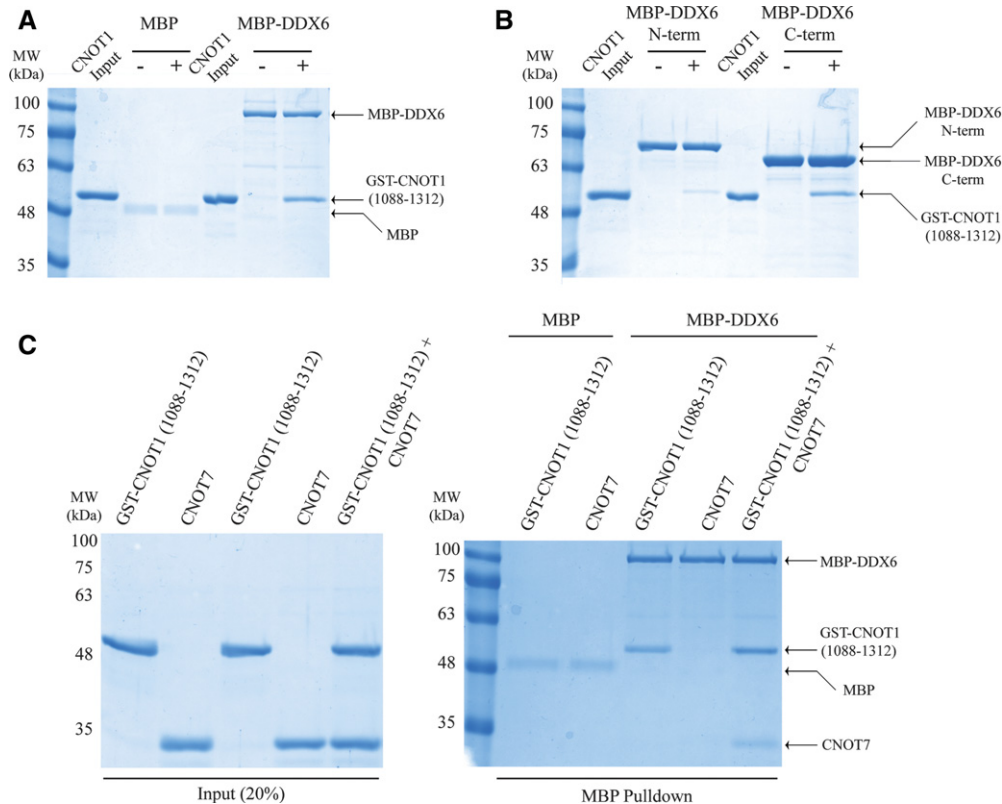 A
MBP
MBP-DDX6
MW
(kDa)
CNOT1
Input
-
+
CNOT1
Input
-
+
100
75
63
48
35
MBP-DDX6
GST-CNOT1
(1088-1312)
MBP
B
MBP-DDX6
N-term
MBP-DDX6
C-term
MW
(kDa)
CNOT1
Input
-
+
CNOT1
Input
-
+
100
75
63
48
35
MBP-DDX6
N-term
MBP-DDX6
C-term
GST-CNOT1
(1088-1312)
C
MW
(kDa)
GST-CNOT1 (1088-1312)
CNOT7
GST-CNOT1 (1088-1312)
CNOT7
GST-CNOT1 (1088-1312) +
CNOT7
100
75
63
48
35
Input (20%)
MBP
MBP-DDX6
MW
(kDa)
GST-CNOT1 (1088-1312)
CNOT7
GST-CNOT1 (1088-1312)
CNOT7
GST-CNOT1 (1088-1312) +
CNOT7
100
75
63
48
35
MBP-DDX6
GST-CNOT1
(1088-1312)
MBP
CNOT7
MBP Pulldown